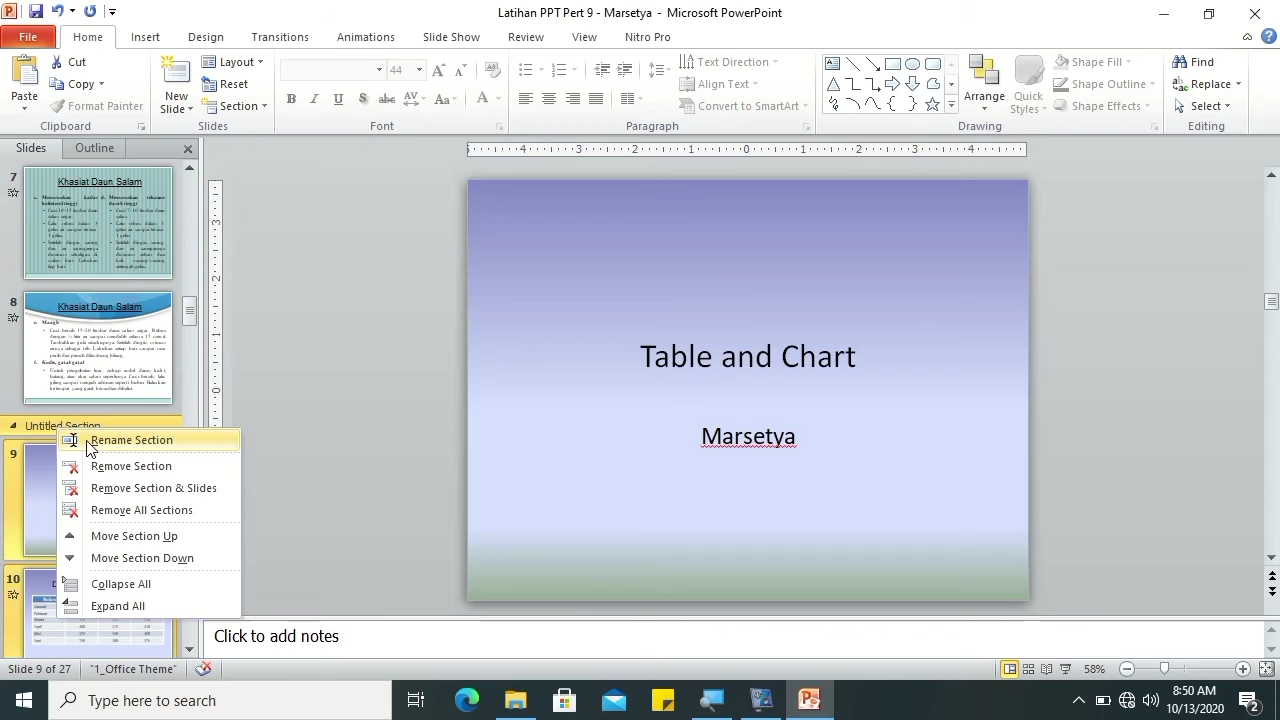 Latihan PPT Pert 9 - Marsetya - Microsoft PowerPoint
File Home Insert Design Transitions Animations Slide Show Review View Nitro Pro
Paste
Cut
Copy
Format Painter
Clipboard
New Slide
Layout
Reset
Section
Slides
44
Font
Paragraph
Text Direction
Align Text
Convert to SmartArt
Arrange
Quick Styles
Shape Fill
Shape Outline
Shape Effects
Drawing
Find
Replace
Select
Editing
Slides Outline
7
Khasiat Daun Salam
8
Khasiat Daun Salam
Untitled Section
9
10
Rename Section
Remove Section
Remove Section & Slides
Remove All Sections
Move Section Up
Move Section Down
Collapse All
Expand All
Table and Chart
Marsetya
Click to add notes
Slide 9 of 27 "1_Office Theme" 58%
Type here to search
8:50 AM
10/13/2020
2